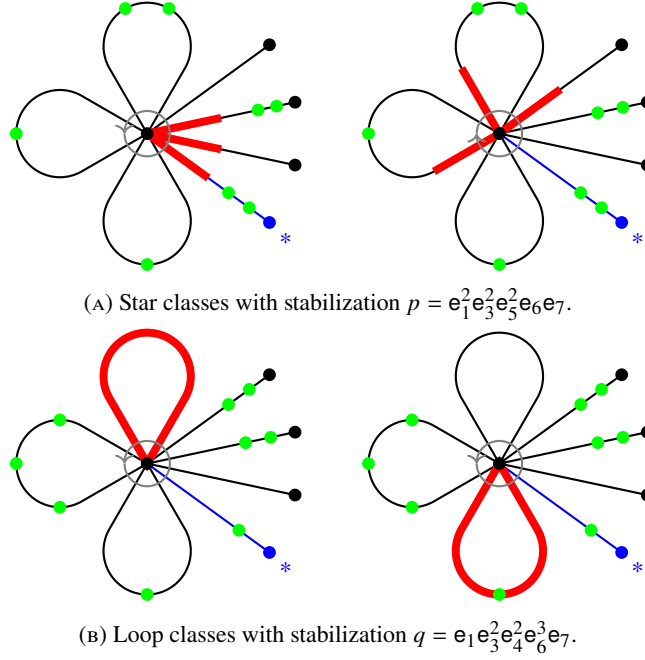 *
*
(A) Star classes with stabilization p = e₁²e₃²e₅²e₆e₇.
*
*
(B) Loop classes with stabilization q = e₁e₃²e₄²e₆³e₇.